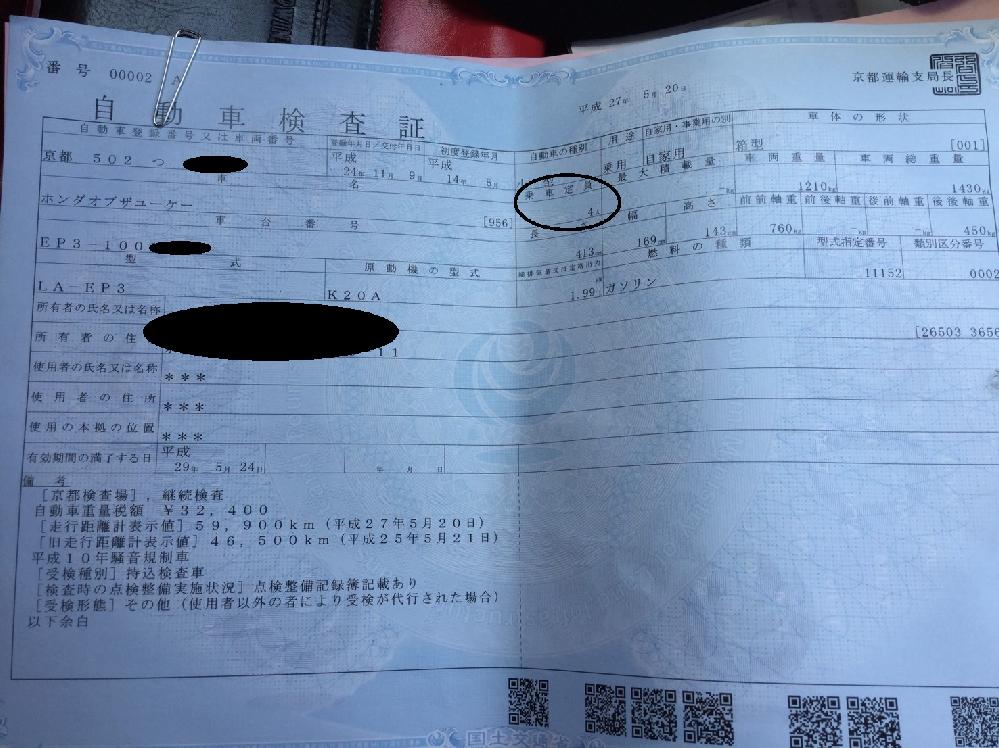 番号 00002 A
京都運輸支局長
平成 27年 5月 20日
自動車検査証
自動車登録番号又は車両番号 登録年月日/交付年月日 初度登録年月 自動車の種別 用途 自家用・事業用の別 車体の形状
京都 502 つ 平成 24年 11月 9日 平成 14年 5月 乗用 自家用 箱型 [001]
車名 乗車定員 最大積載量 車両重量 車両総重量
ホンダオブザユーケー [956] 4人 kg 1210kg 1430kg
車台番号 長 幅 高さ 前前軸重 前後軸重 後前軸重 後後軸重
EP3-100 413cm 169cm 143cm 760kg -kg -kg 450kg
型式 原動機の型式 燃料の種類 型式指定番号 類別区分番号
LA-EP3 K20A 1.99 ガソリン 11152 0002
所有者の氏名又は名称
所有者の住 11 [26503 3656
使用者の氏名又は名称 ***
使用者の住所 ***
使用の本拠の位置 ***
有効期間の満了する日 平成 29年 5月 24日 年 月 日
備考
[京都検査場],継続検査
自動車重量税額 ¥32,400
[走行距離計表示値]59,900km(平成27年5月20日)
[旧走行距離計表示値]46,500km(平成25年5月21日)
平成10年騒音規制車
[受検種別]持込検査車
[検査時の点検整備実施状況]点検整備記録簿記載あり
[受検形態]その他(使用者以外の者により受検が代行された場合)
以下余白
国土交通